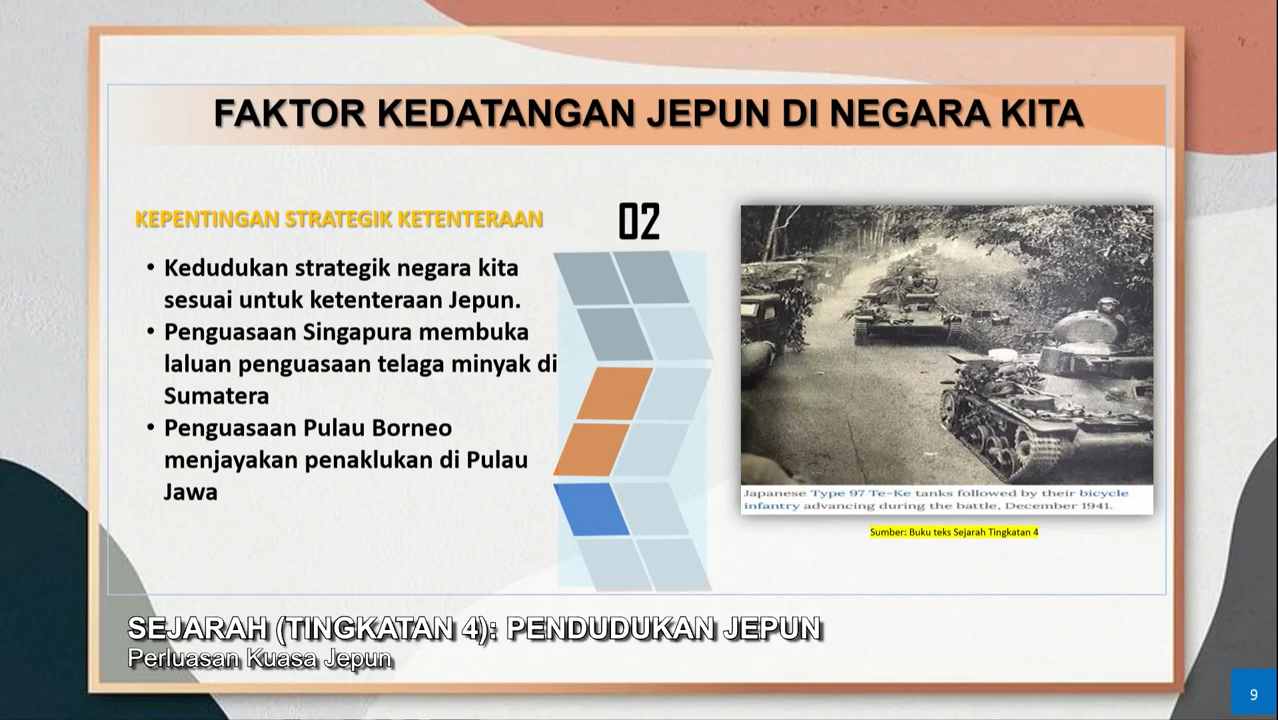 FAKTOR KEDATANGAN JEPUN DI NEGARA KITA
KEPENTINGAN STRATEGIK KETENTERAAN
02
• Kedudukan strategik negara kita
sesuai untuk ketenteraan Jepun.
• Penguasaan Singapura membuka
laluan penguasaan telaga minyak di
Sumatera
• Penguasaan Pulau Borneo
menjayakan penaklukan di Pulau
Jawa
Japanese Type 97 Te-Ke tanks followed by their bicycle
infantry advancing during the battle, December 1941.
Sumber: Buku teks Sejarah Tingkatan 4
SEJARAH (TINGKATAN 4): PENDUDUKAN JEPUN
Perluasan Kuasa Jepun
9